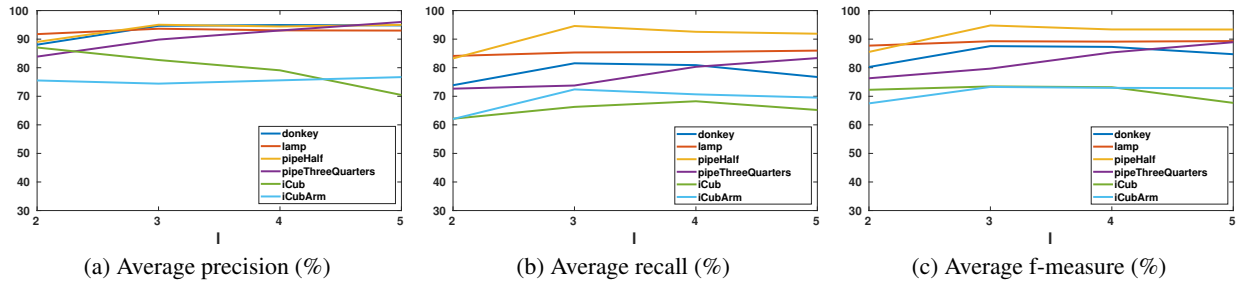 100
90
80
70
60
50
40
30
2
3
4
5
l
donkey
lamp
pipeHalf
pipeThreeQuarters
iCub
iCubArm
(a) Average precision (%)
100
90
80
70
60
50
40
30
2
3
4
5
l
donkey
lamp
pipeHalf
pipeThreeQuarters
iCub
iCubArm
(b) Average recall (%)
100
90
80
70
60
50
40
30
2
3
4
5
l
donkey
lamp
pipeHalf
pipeThreeQuarters
iCub
iCubArm
(c) Average f-measure (%)